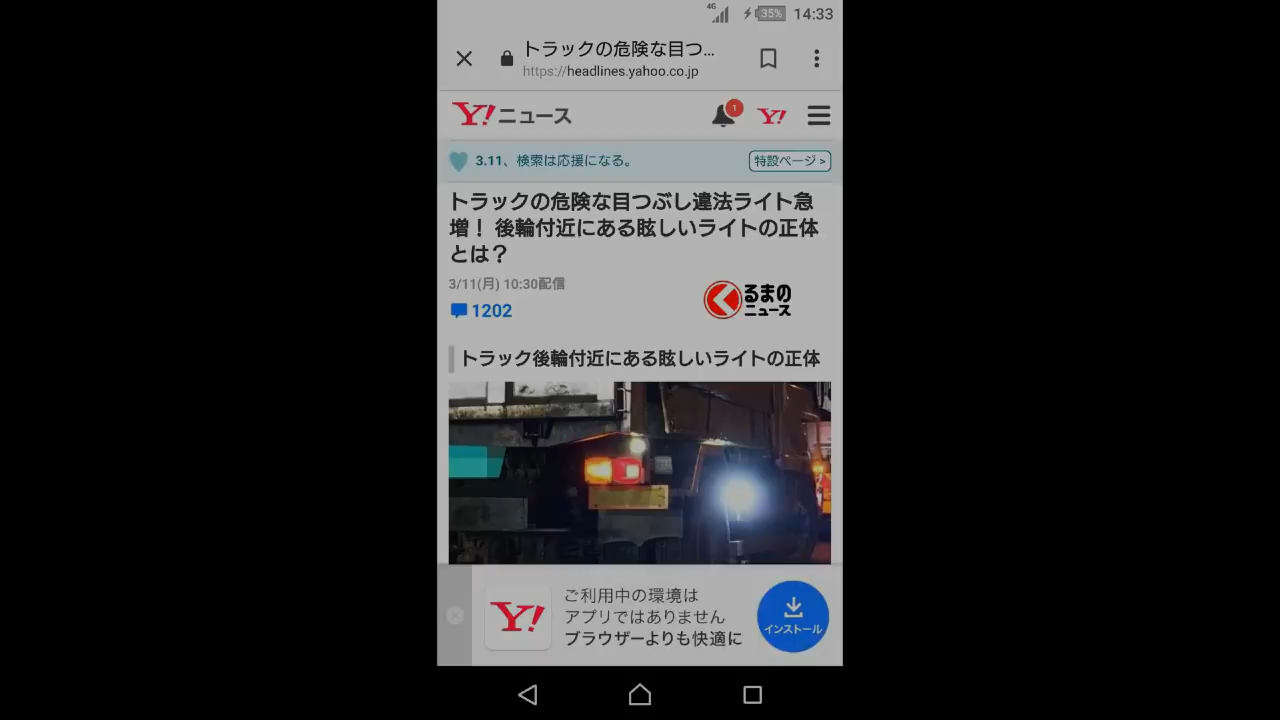 4G 35% 14:33
トラックの危険な目つ...
https://headlines.yahoo.co.jp
Y!ニュース 1 Y!
3.11、検索は応援になる。 特設ページ >
トラックの危険な目つぶし違法ライト急
増！ 後輪付近にある眩しいライトの正体
とは？
3/11(月) 10:30配信
1202
るまの
ニュース
トラック後輪付近にある眩しいライトの正体
Y!
ご利用中の環境は
アプリではありません
ブラウザーよりも快適に
インストール